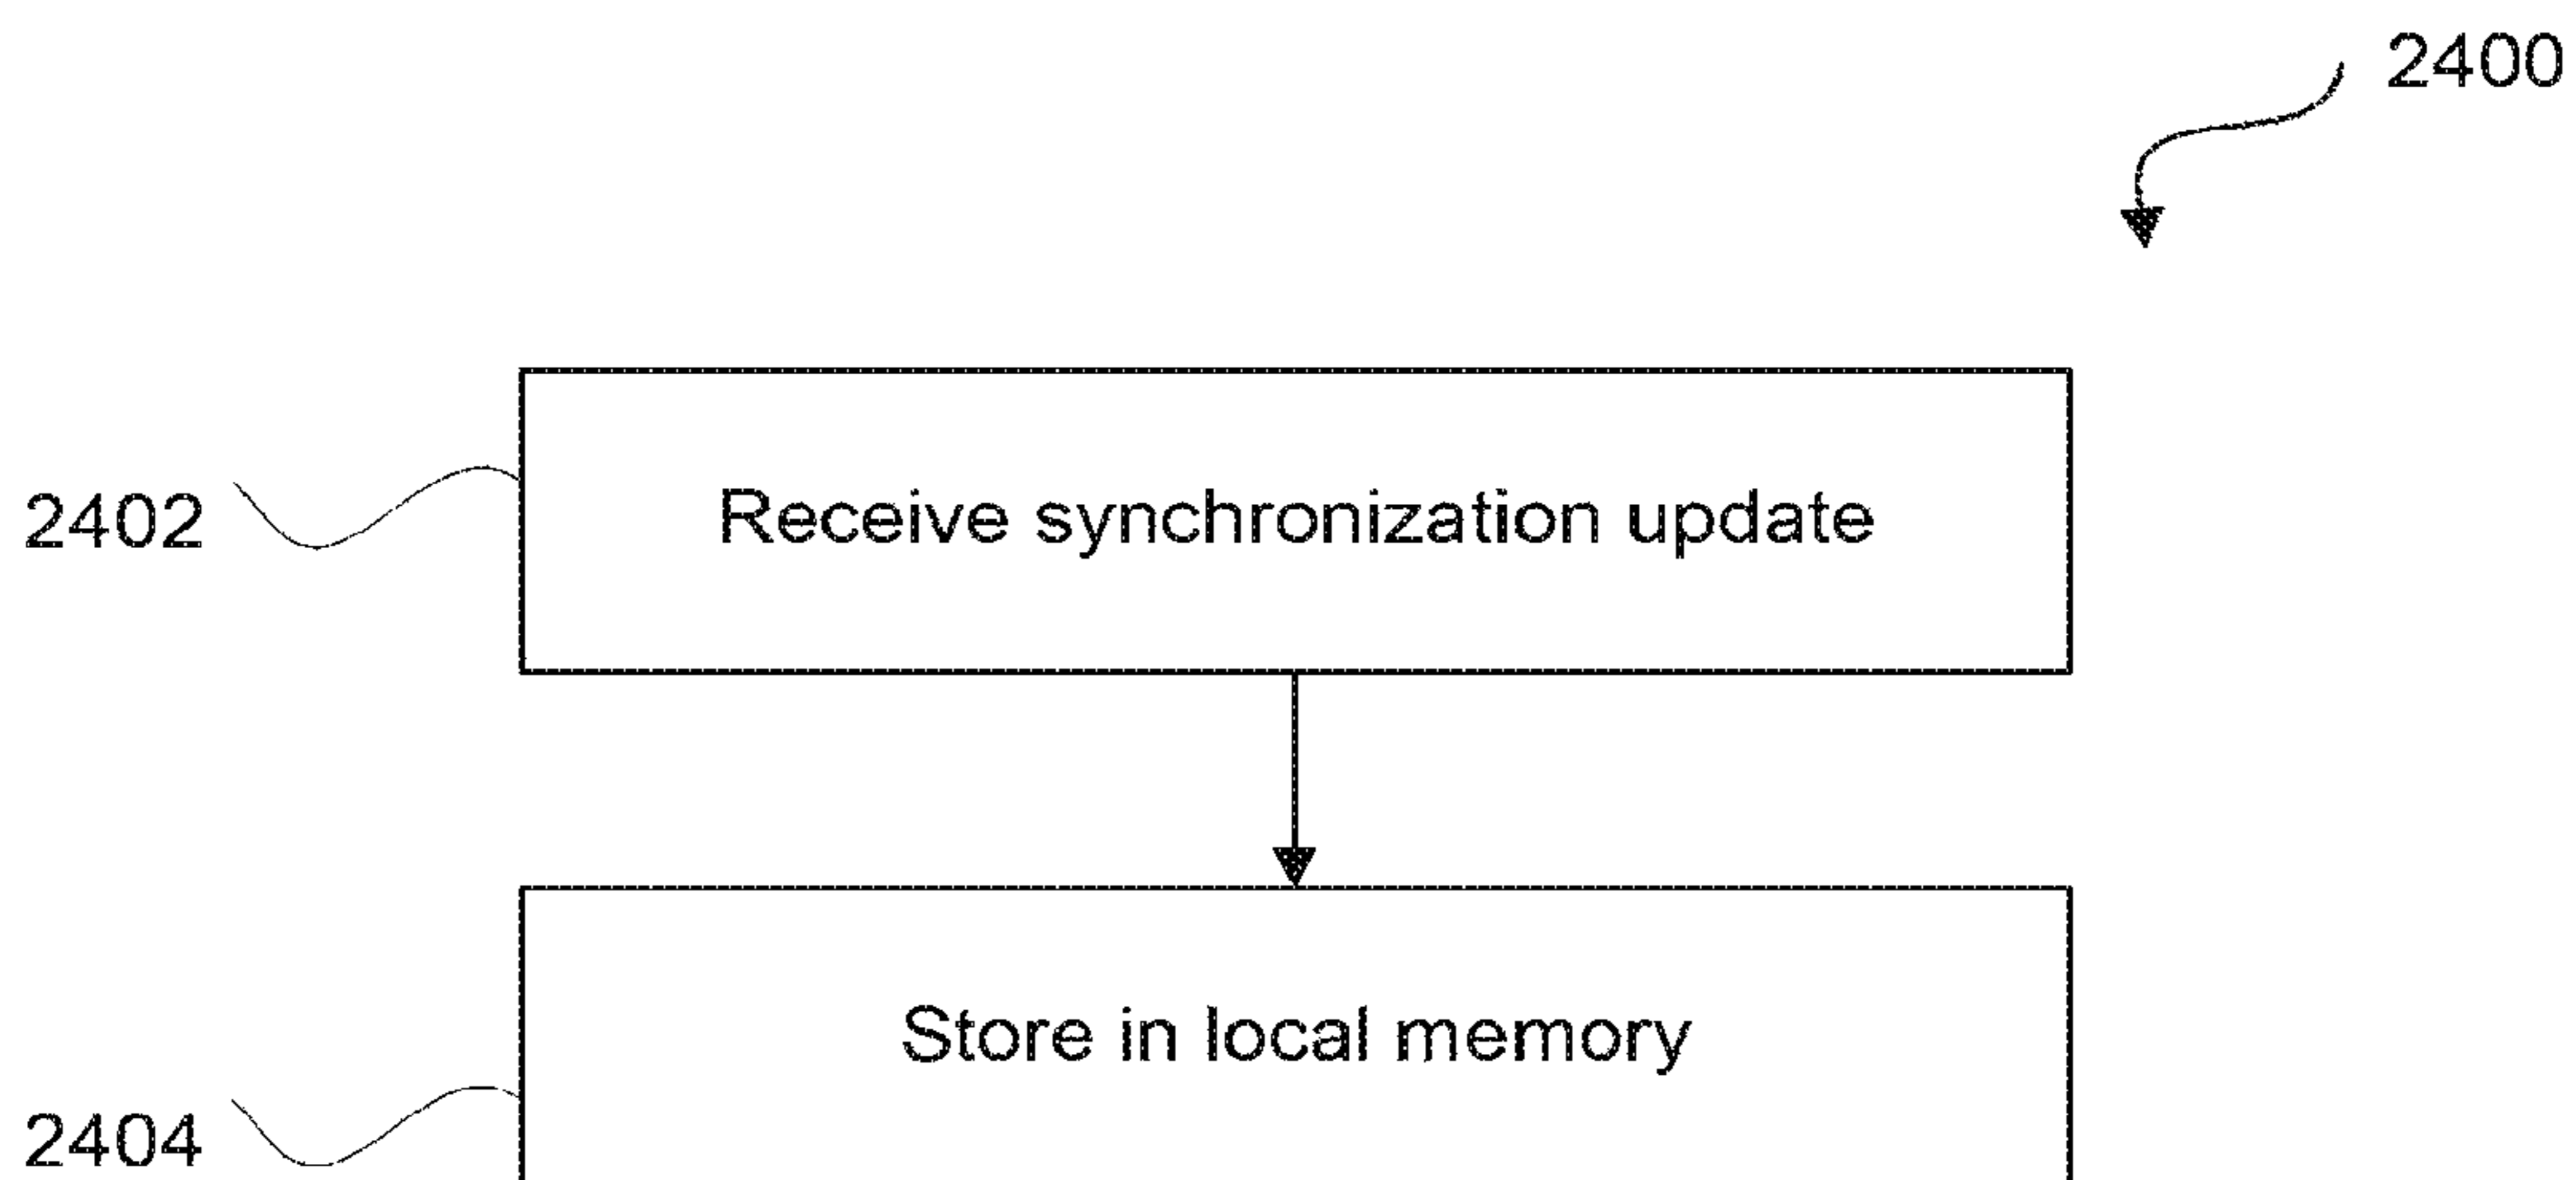 2400
2402
Receive synchronization update
Store in local memory
2404